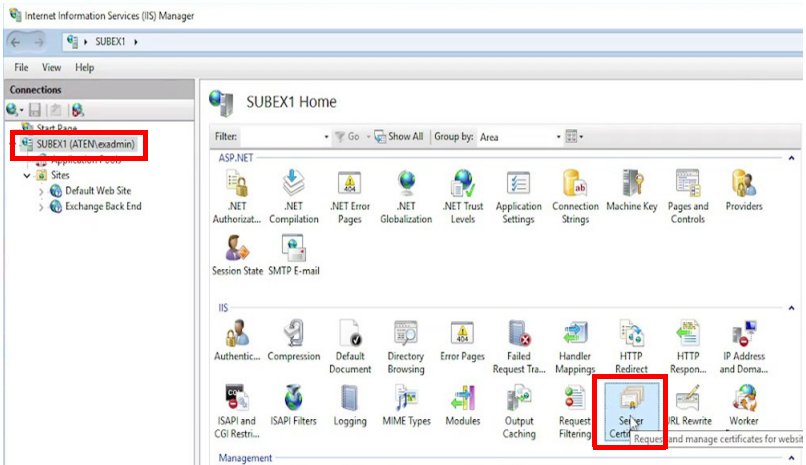 Internet Information Services (IIS) Manager
SUBEX1
File View Help
Connections
Start Page
SUBEX1 (ATEN\exadmin)
Application Pools
Sites
Default Web Site
Exchange Back End
SUBEX1 Home
Filter: Go Show All Group by: Area
ASP.NET
.NET .NET .NET Error .NET .NET Trust Application Connection Machine Key Pages and Providers
Authorizat... Compilation Pages Globalization Levels Settings Strings Controls
Session State SMTP E-mail
IIS
Authentic... Compression Default Directory Error Pages Failed Handler HTTP HTTP IP Address
Document Browsing Request Tra... Mappings Redirect Respon... and Doma...
ISAPI and ISAPI Filters Logging MIME Types Modules Output Request Server URL Rewrite Worker
CGI Restri... Caching Filtering
Request and manage certificates for websit
Management